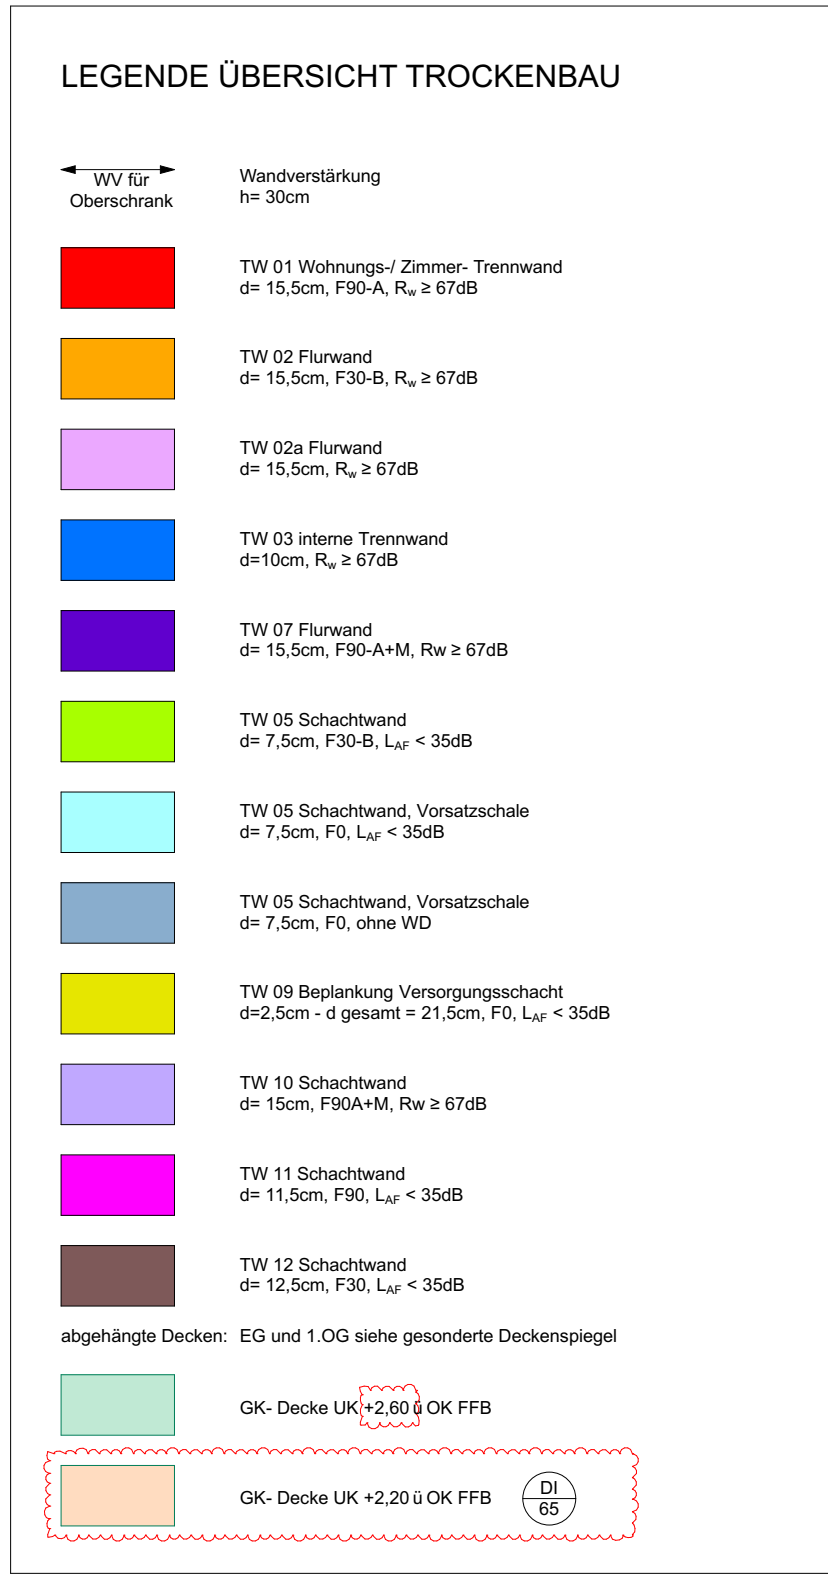 LEGENDE ÜBERSICHT TROCKENBAU
WV für
Oberschrank
Wandverstärkung
h= 30cm
TW 01 Wohnungs-/ Zimmer- Trennwand
d= 15,5cm, F90-A, Rw ≥ 67dB
TW 02 Flurwand
d= 15,5cm, F30-B, Rw ≥ 67dB
TW 02a Flurwand
d= 15,5cm, Rw ≥ 67dB
TW 03 interne Trennwand
d=10cm, Rw ≥ 67dB
TW 07 Flurwand
d= 15,5cm, F90-A+M, Rw ≥ 67dB
TW 05 Schachtwand
d= 7,5cm, F30-B, LAF < 35dB
TW 05 Schachtwand, Vorsatzschale
d= 7,5cm, F0, LAF < 35dB
TW 05 Schachtwand, Vorsatzschale
d= 7,5cm, F0, ohne WD
TW 09 Beplankung Versorgungsschacht
d=2,5cm - d gesamt = 21,5cm, F0, LAF < 35dB
TW 10 Schachtwand
d= 15cm, F90A+M, Rw ≥ 67dB
TW 11 Schachtwand
d= 11,5cm, F90, LAF < 35dB
TW 12 Schachtwand
d= 12,5cm, F30, LAF < 35dB
abgehängte Decken: EG und 1.OG siehe gesonderte Deckenspiegel
GK- Decke UK +2,60 ü OK FFB
GK- Decke UK +2,20 ü OK FFB
DI
65